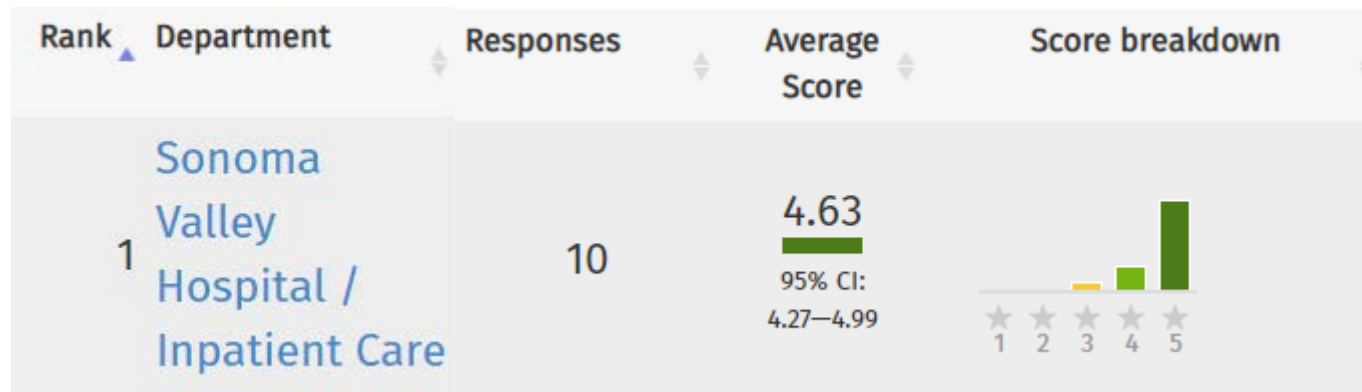 Rank Department Responses Average Score Score breakdown
1
Sonoma
Valley
Hospital /
Inpatient Care
10
4.63
95% CI:
4.27—4.99
1 2 3 4 5